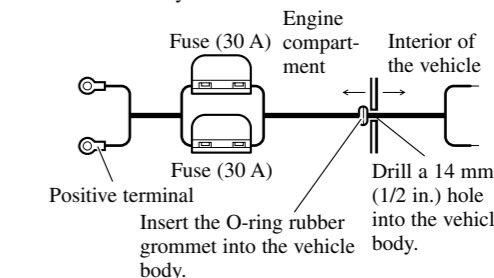 Engine
compart-
ment
Fuse (30 A)
Interior of
the vehicle
Fuse (30 A)
Positive terminal
Insert the O-ring rubber
grommet into the vehicle
body.
Drill a 14 mm
(1/2 in.) hole
into the vehicl
body.